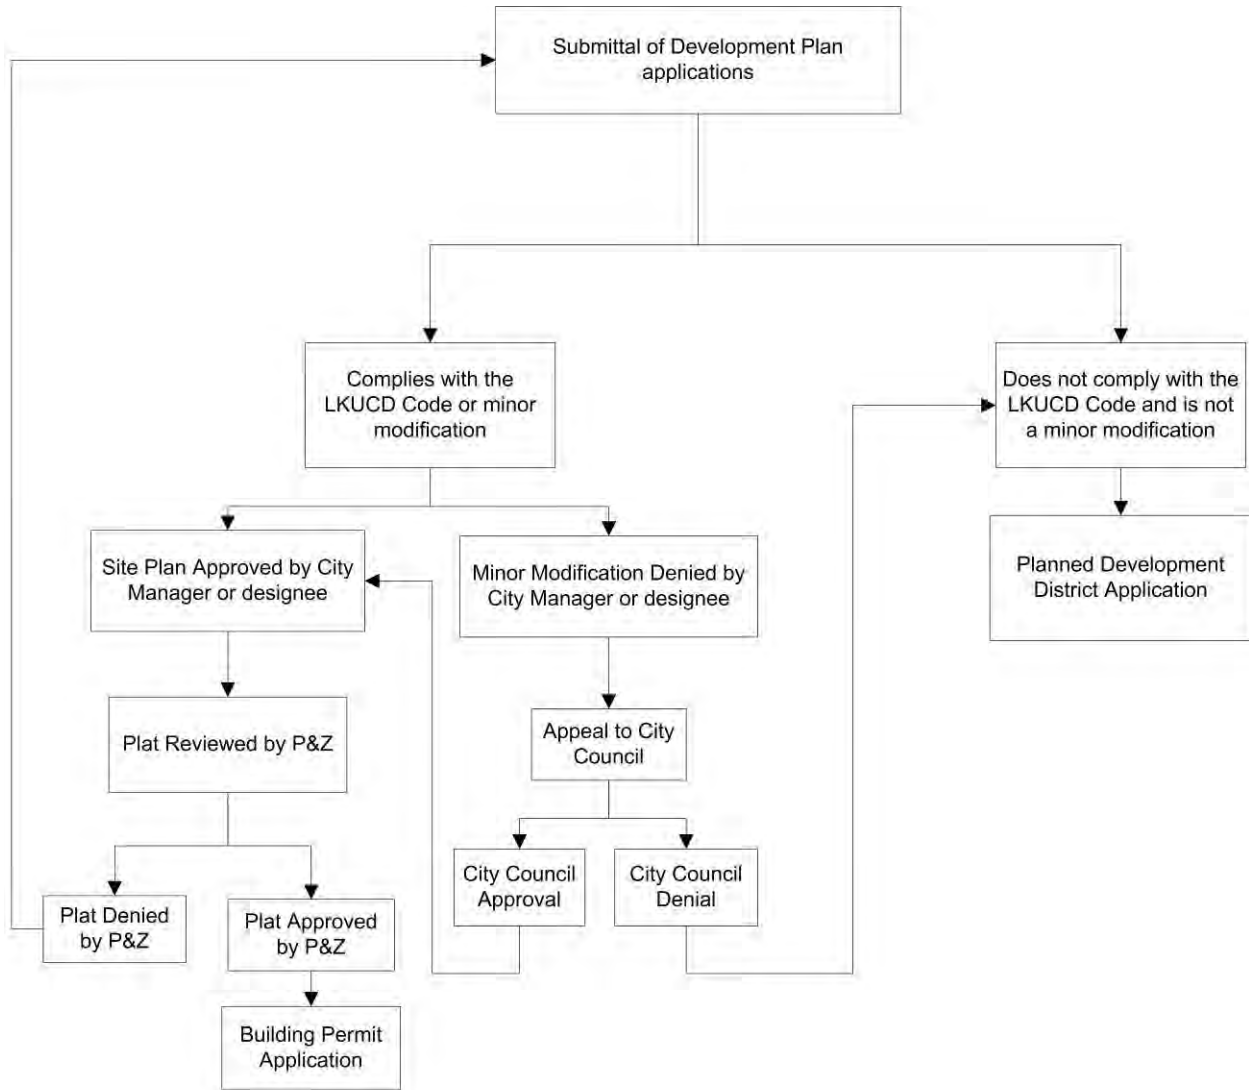 Submittal of Development Plan
applications
Complies with the
LKUCD Code or minor
modification
Does not comply with the
LKUCD Code and is not
a minor modification
Site Plan Approved by City
Manager or designee
Minor Modification Denied by
City Manager or designee
Planned Development
District Application
Plat Reviewed by P&Z
Appeal to City
Council
City Council
Approval
City Council
Denial
Plat Denied
by P&Z
Plat Approved
by P&Z
Building Permit
Application